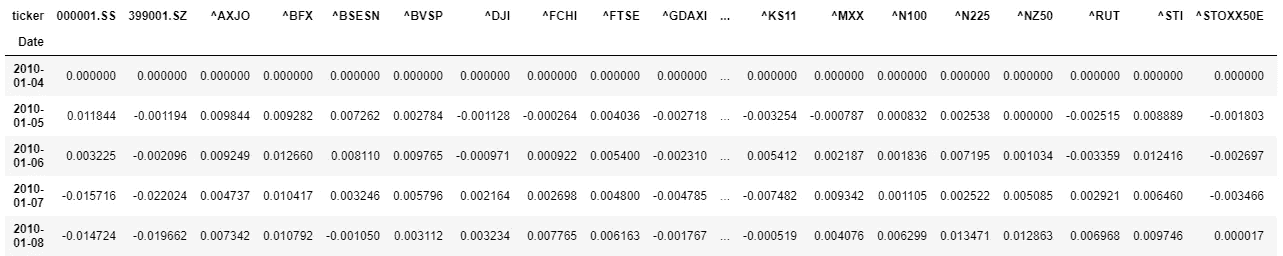 ticker 000001.SS 399001.SZ ^AXJO ^BFX ^BSESN ^BVSP ^DJI ^FCHI ^FTSE ^GDAXI ... ^KS11 ^MXX ^N100 ^N225 ^NZ50 ^RUT ^STI ^STOXX50E
Date
2010-01-04 0.000000 0.000000 0.000000 0.000000 0.000000 0.000000 0.000000 0.000000 0.000000 0.000000 ... 0.000000 0.000000 0.000000 0.000000 0.000000 0.000000 0.000000 0.000000
2010-01-05 0.011844 -0.001194 0.009844 0.009282 0.007262 0.002784 -0.001128 -0.000264 0.004036 -0.002718 ... -0.003254 -0.000787 0.000832 0.002538 0.000000 -0.002515 0.008889 -0.001803
2010-01-06 0.003225 -0.002096 0.009249 0.012660 0.008110 0.009765 -0.000971 0.000922 0.005400 -0.002310 ... 0.005412 0.002187 0.001836 0.007195 0.001034 -0.003359 0.012416 -0.002697
2010-01-07 -0.015716 -0.022024 0.004737 0.010417 0.003246 0.005796 0.002164 0.002698 0.004800 -0.004785 ... -0.007482 0.009342 0.001105 0.002522 0.005085 0.002921 0.006460 -0.003466
2010-01-08 -0.014724 -0.019662 0.007342 0.010792 -0.001050 0.003112 0.003234 0.007765 0.006163 -0.001767 ... -0.000519 0.004076 0.006299 0.013471 0.012863 0.006968 0.009746 0.000017